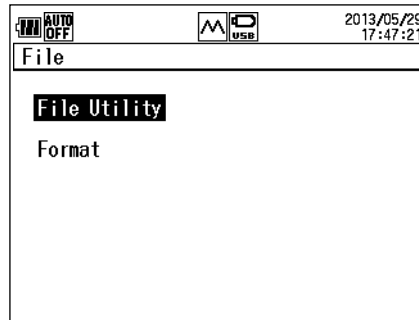 AUTO
OFF
USB
2013/05/29
17:47:21
File
File Utility
Format